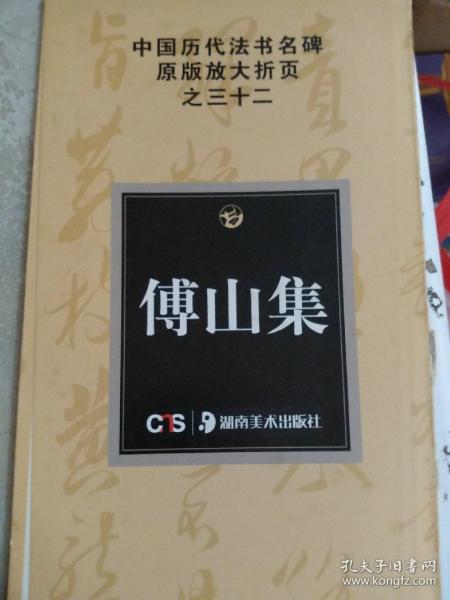 中国历代法书名碑
原版放大折页
之三十二
傅山集
CNS
湖南美术出版社
孔夫子旧书网
www.kongfz.com